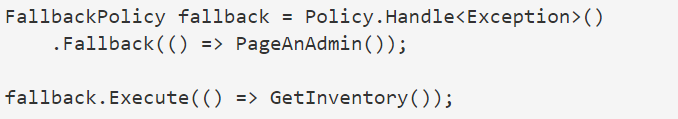 FallbackPolicy fallback = Policy.Handle<Exception>()
    .Fallback(() => PageAnAdmin());
fallback.Execute(() => GetInventory());